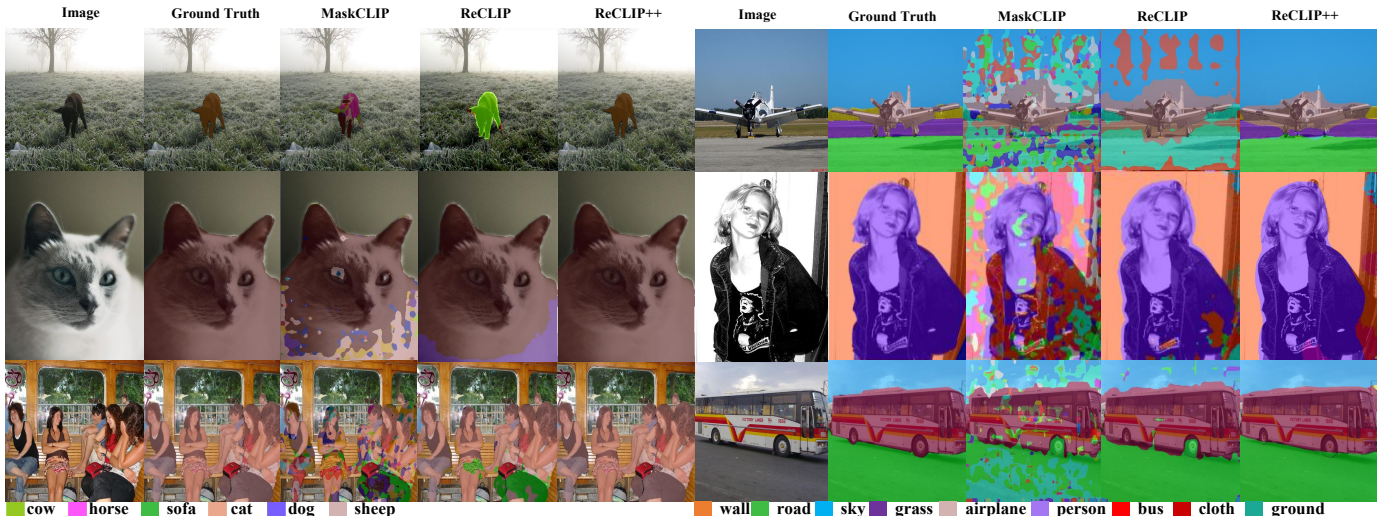 Image Ground Truth MaskCLIP ReCLIP ReCLIP++ Image Ground Truth MaskCLIP ReCLIP ReCLIP++
cow horse sofa cat dog sheep wall road sky grass airplane person bus cloth ground